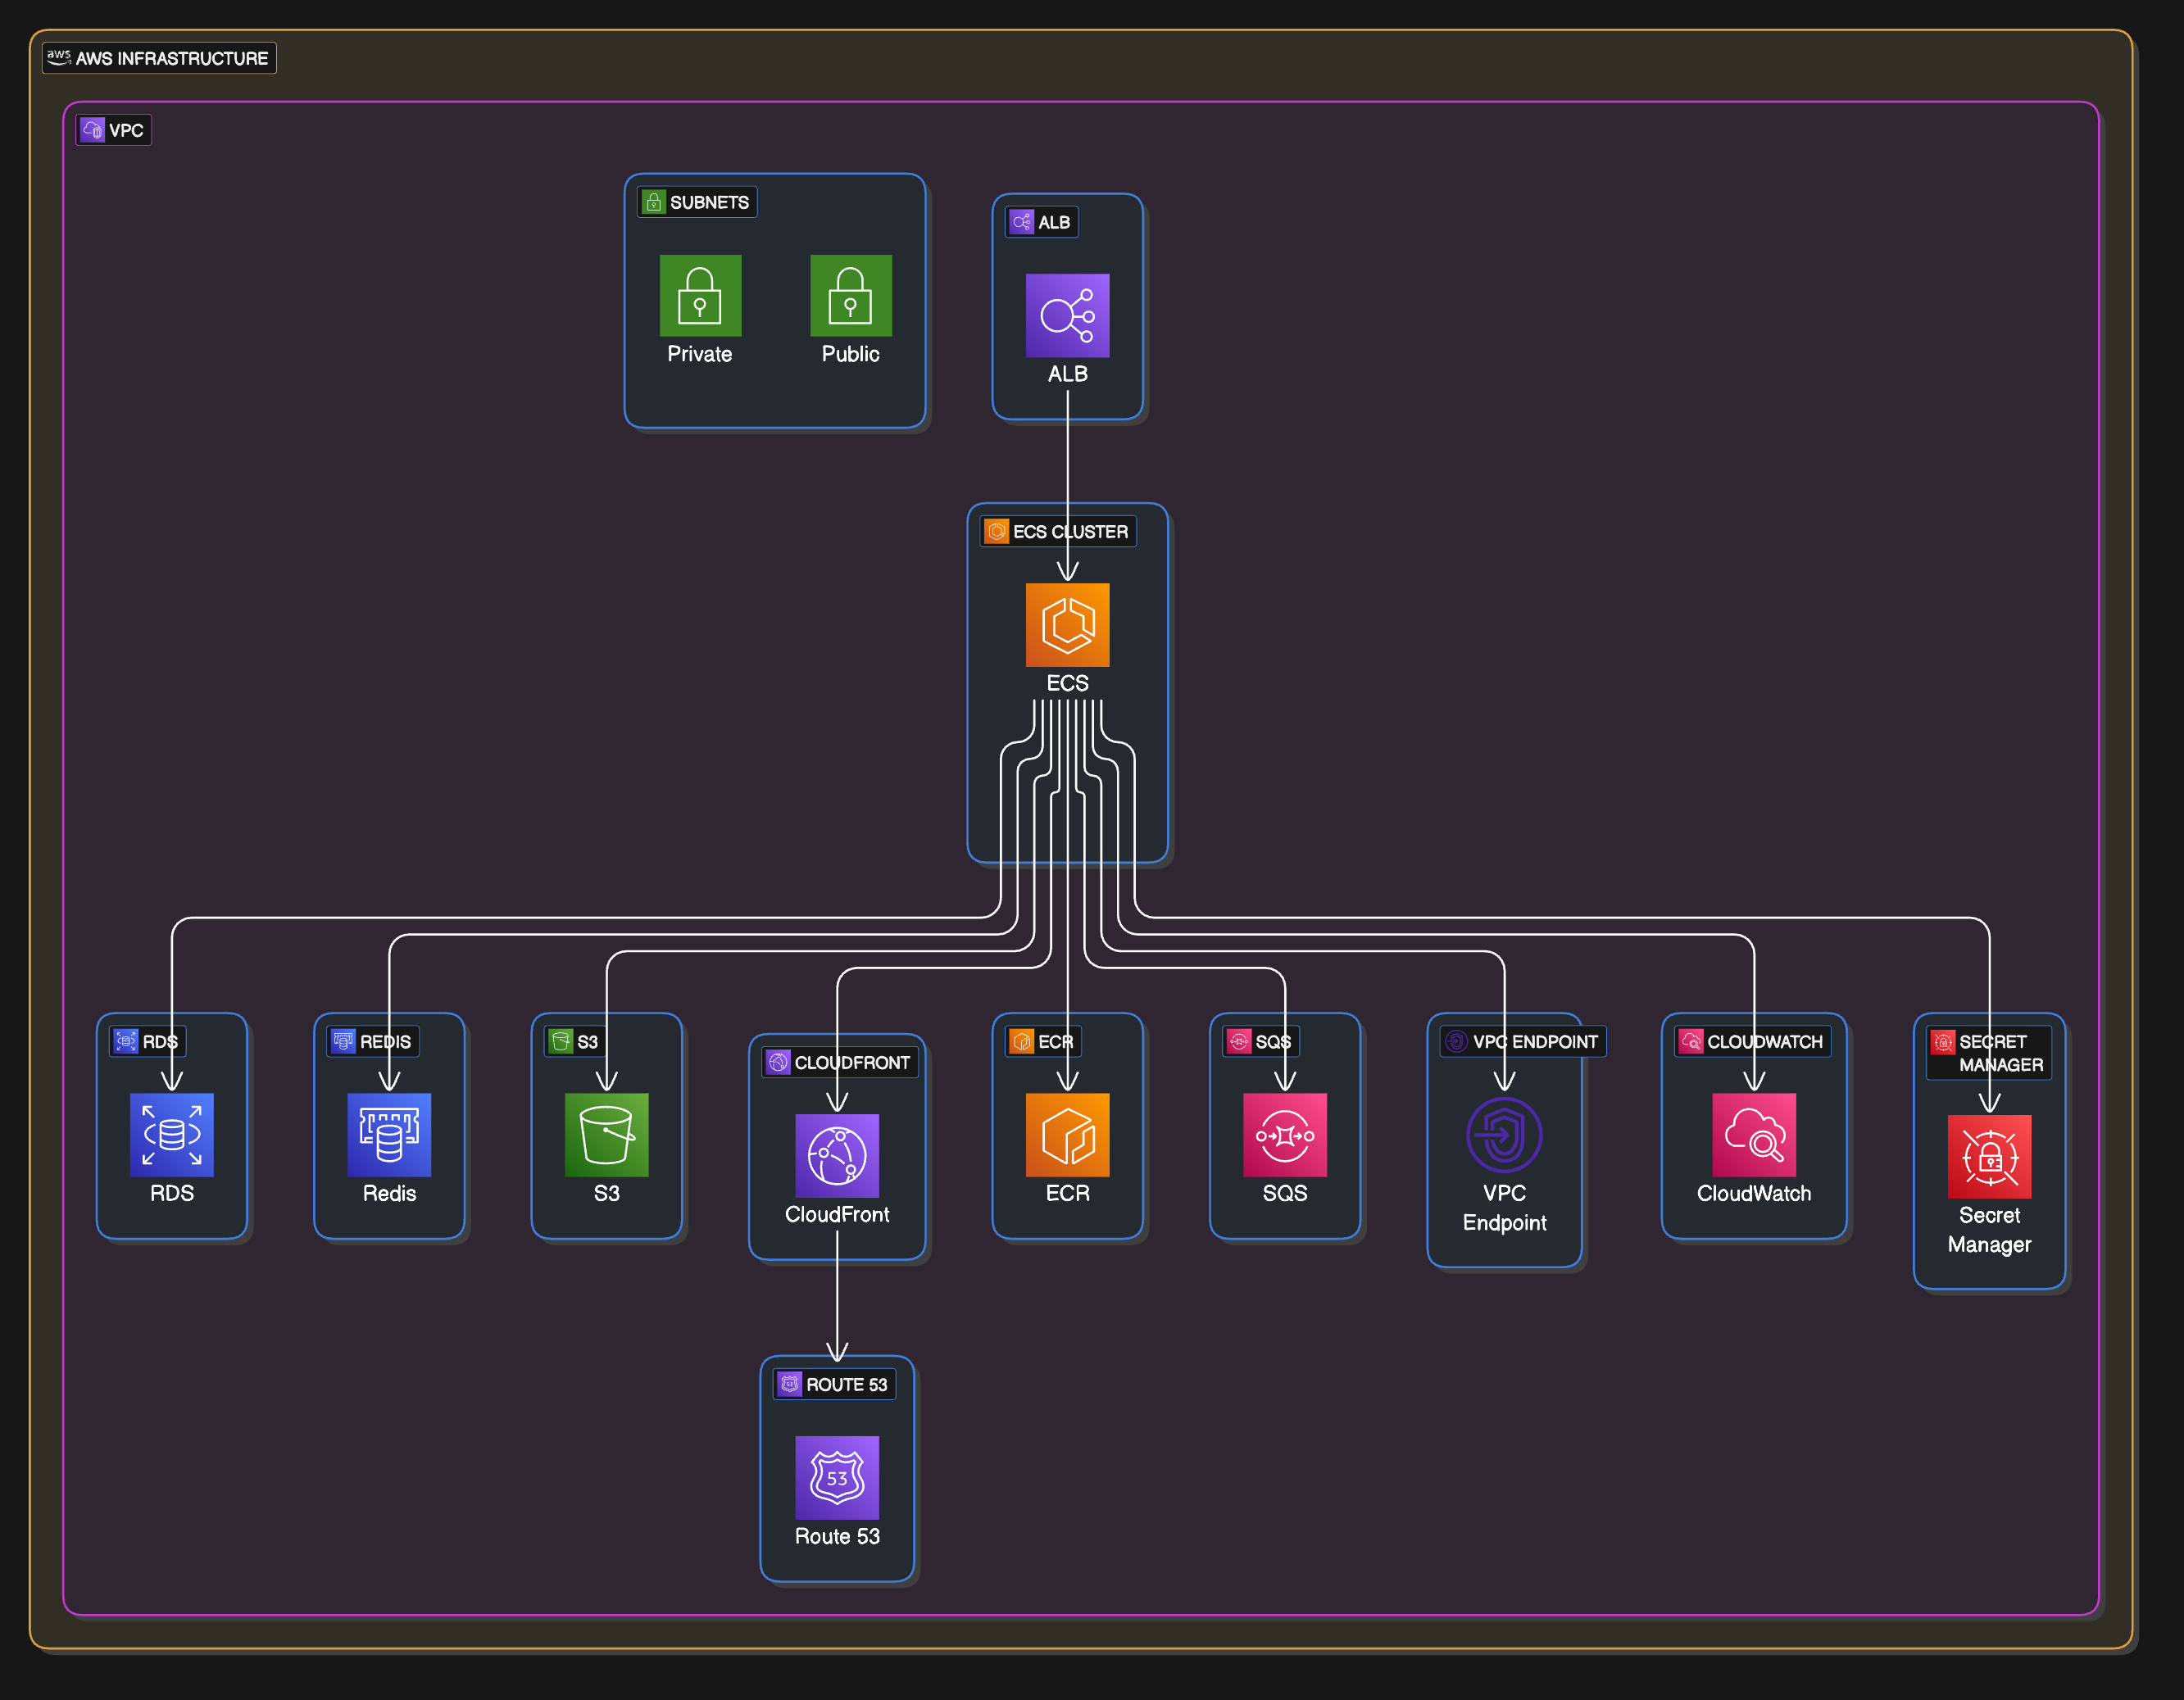 aws
AWS INFRASTRUCTURE
VPC
SUBNETS
Private
Public
ALB
ALB
ECS CLUSTER
ECS
RDS
RDS
REDIS
Redis
S3
S3
CLOUDFRONT
CloudFront
ECR
ECR
SQS
SQS
VPC ENDPOINT
VPC
Endpoint
CLOUDWATCH
CloudWatch
SECRET
MANAGER
Secret
Manager
ROUTE 53
53
Route 53